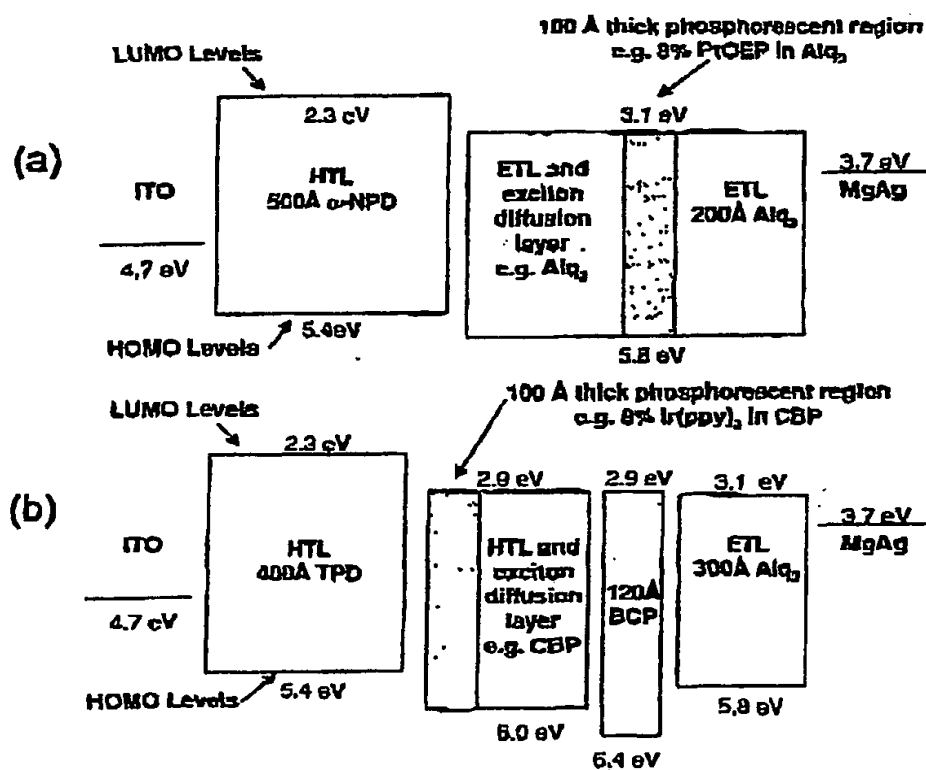 100 Å thick phosphorescent region
e.g. 8% PtOEP in Alq₃
LUMO Levels
(a)
2.3 eV
3.1 eV
ITO
HTL
500Å α-NPD
ETL and
exciton
diffusion
layer
e.g. Alq₃
ETL
200Å Alq₃
3.7 eV
MgAg
4.7 eV
5.4eV
HOMO Levels
5.8 eV
100 Å thick phosphorescent region
e.g. 8% Ir(ppy)₃ in CBP
LUMO Levels
(b)
2.3 eV
2.9 eV
2.9 eV
3.1 eV
ITO
HTL
400Å TPD
HTL and
exciton
diffusion
layer
e.g. CBP
120Å
BCP
ETL
300Å Alq₃
3.7 eV
MgAg
4.7 eV
HOMO Levels
5.4 eV
6.0 eV
6.4 eV
5.8 eV